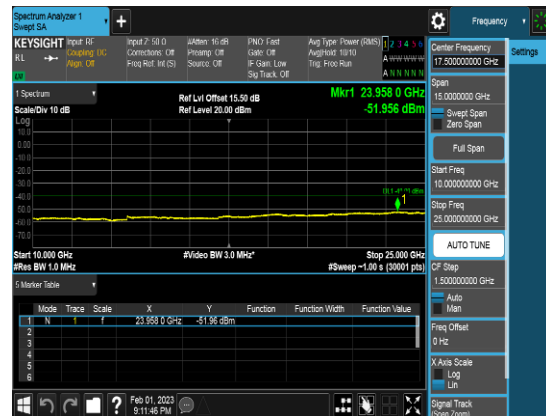 Spectrum Analyzer 1
Swept SA
Frequency
KEYSIGHT
RL
Input: RF
Coupling: DC
Align: Off
Input Z: 50 Ω
Corrections: Off
Freq Ref: Int (S)
#Atten: 16 dB
Preamp: Off
Source: Off
PNO: Fast
Gate: Off
IF Gain: Low
Sig Track: Off
Avg Type: Power (RMS)
Avg|Hold: 10/10
Trig: Free Run
1 2 3 4 5 6
A W W W W W
A N N N N N
1 Spectrum
Scale/Div 10 dB
Ref Lvl Offset 15.50 dB
Ref Level 20.00 dBm
Mkr1 23.958 0 GHz
-51.956 dBm
Log
10.0
0.00
-10.0
-20.0
-30.0
-40.0
-50.0
-60.0
-70.0
1
Start 10.000 GHz
#Res BW 1.0 MHz
#Video BW 3.0 MHz*
Stop 25.000 GHz
#Sweep ~1.00 s (30001 pts)
5 Marker Table
Mode Trace Scale X Y Function Function Width Function Value
1 N 1 f 23.958 0 GHz -51.96 dBm
2
3
4
5
6
Feb 01, 2023
9:11:46 PM
Center Frequency
17.500000000 GHz
Settings
Span
15.0000000 GHz
Swept Span
Zero Span
Full Span
Start Freq
10.000000000 GHz
Stop Freq
25.000000000 GHz
AUTO TUNE
CF Step
1.500000000 GHz
Auto
Man
Freq Offset
0 Hz
X Axis Scale
Log
Lin
Signal Track
(Span Zoom)